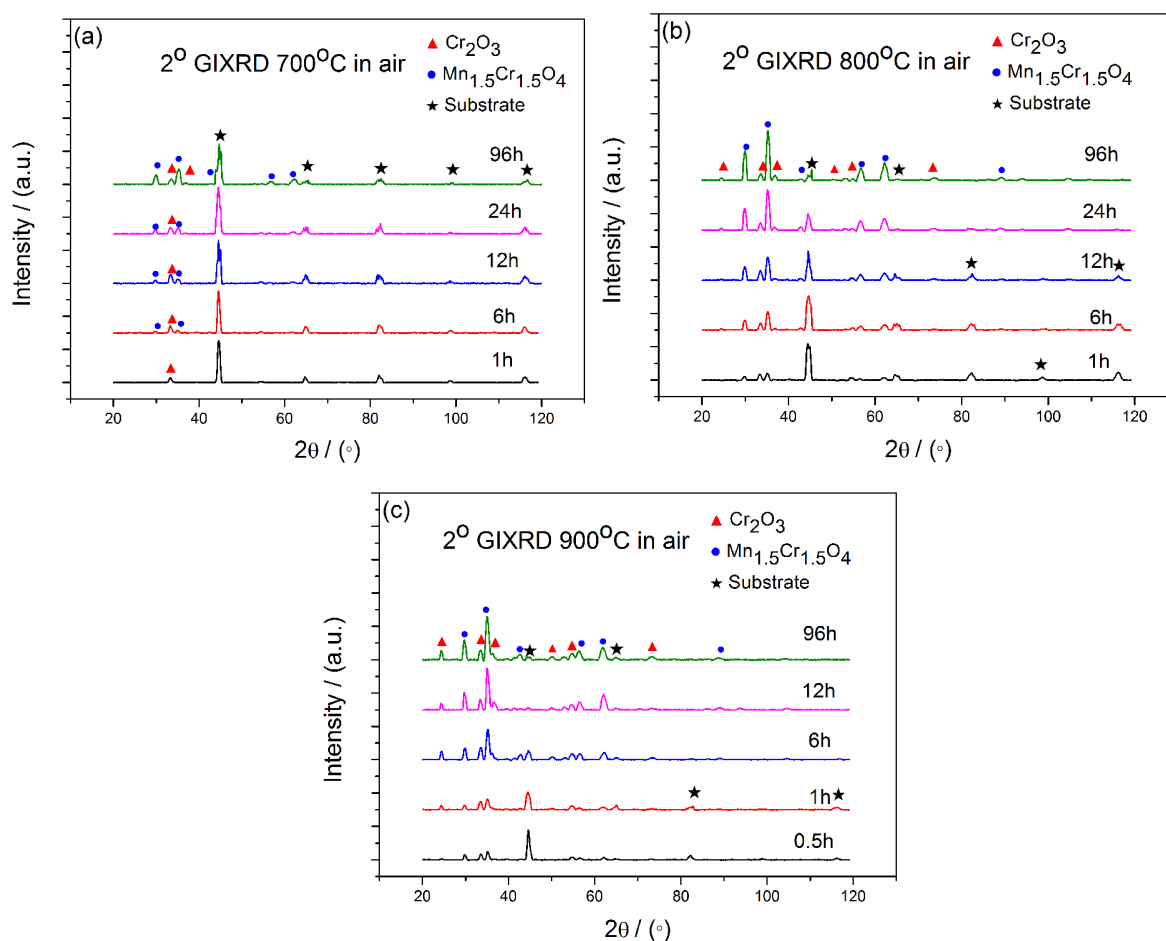 (a)
2° GIXRD 700°C in air
Cr2O3
Mn1.5Cr1.5O4
Substrate
96h
24h
12h
6h
1h
Intensity / (a.u.)
20 40 60 80 100 120
2θ / (°)
(b)
2° GIXRD 800°C in air
Cr2O3
Mn1.5Cr1.5O4
Substrate
96h
24h
12h
6h
1h
Intensity / (a.u.)
20 40 60 80 100 120
2θ / (°)
(c)
2° GIXRD 900°C in air
Cr2O3
Mn1.5Cr1.5O4
Substrate
96h
12h
6h
1h
0.5h
Intensity / (a.u.)
20 40 60 80 100 120
2θ / (°)